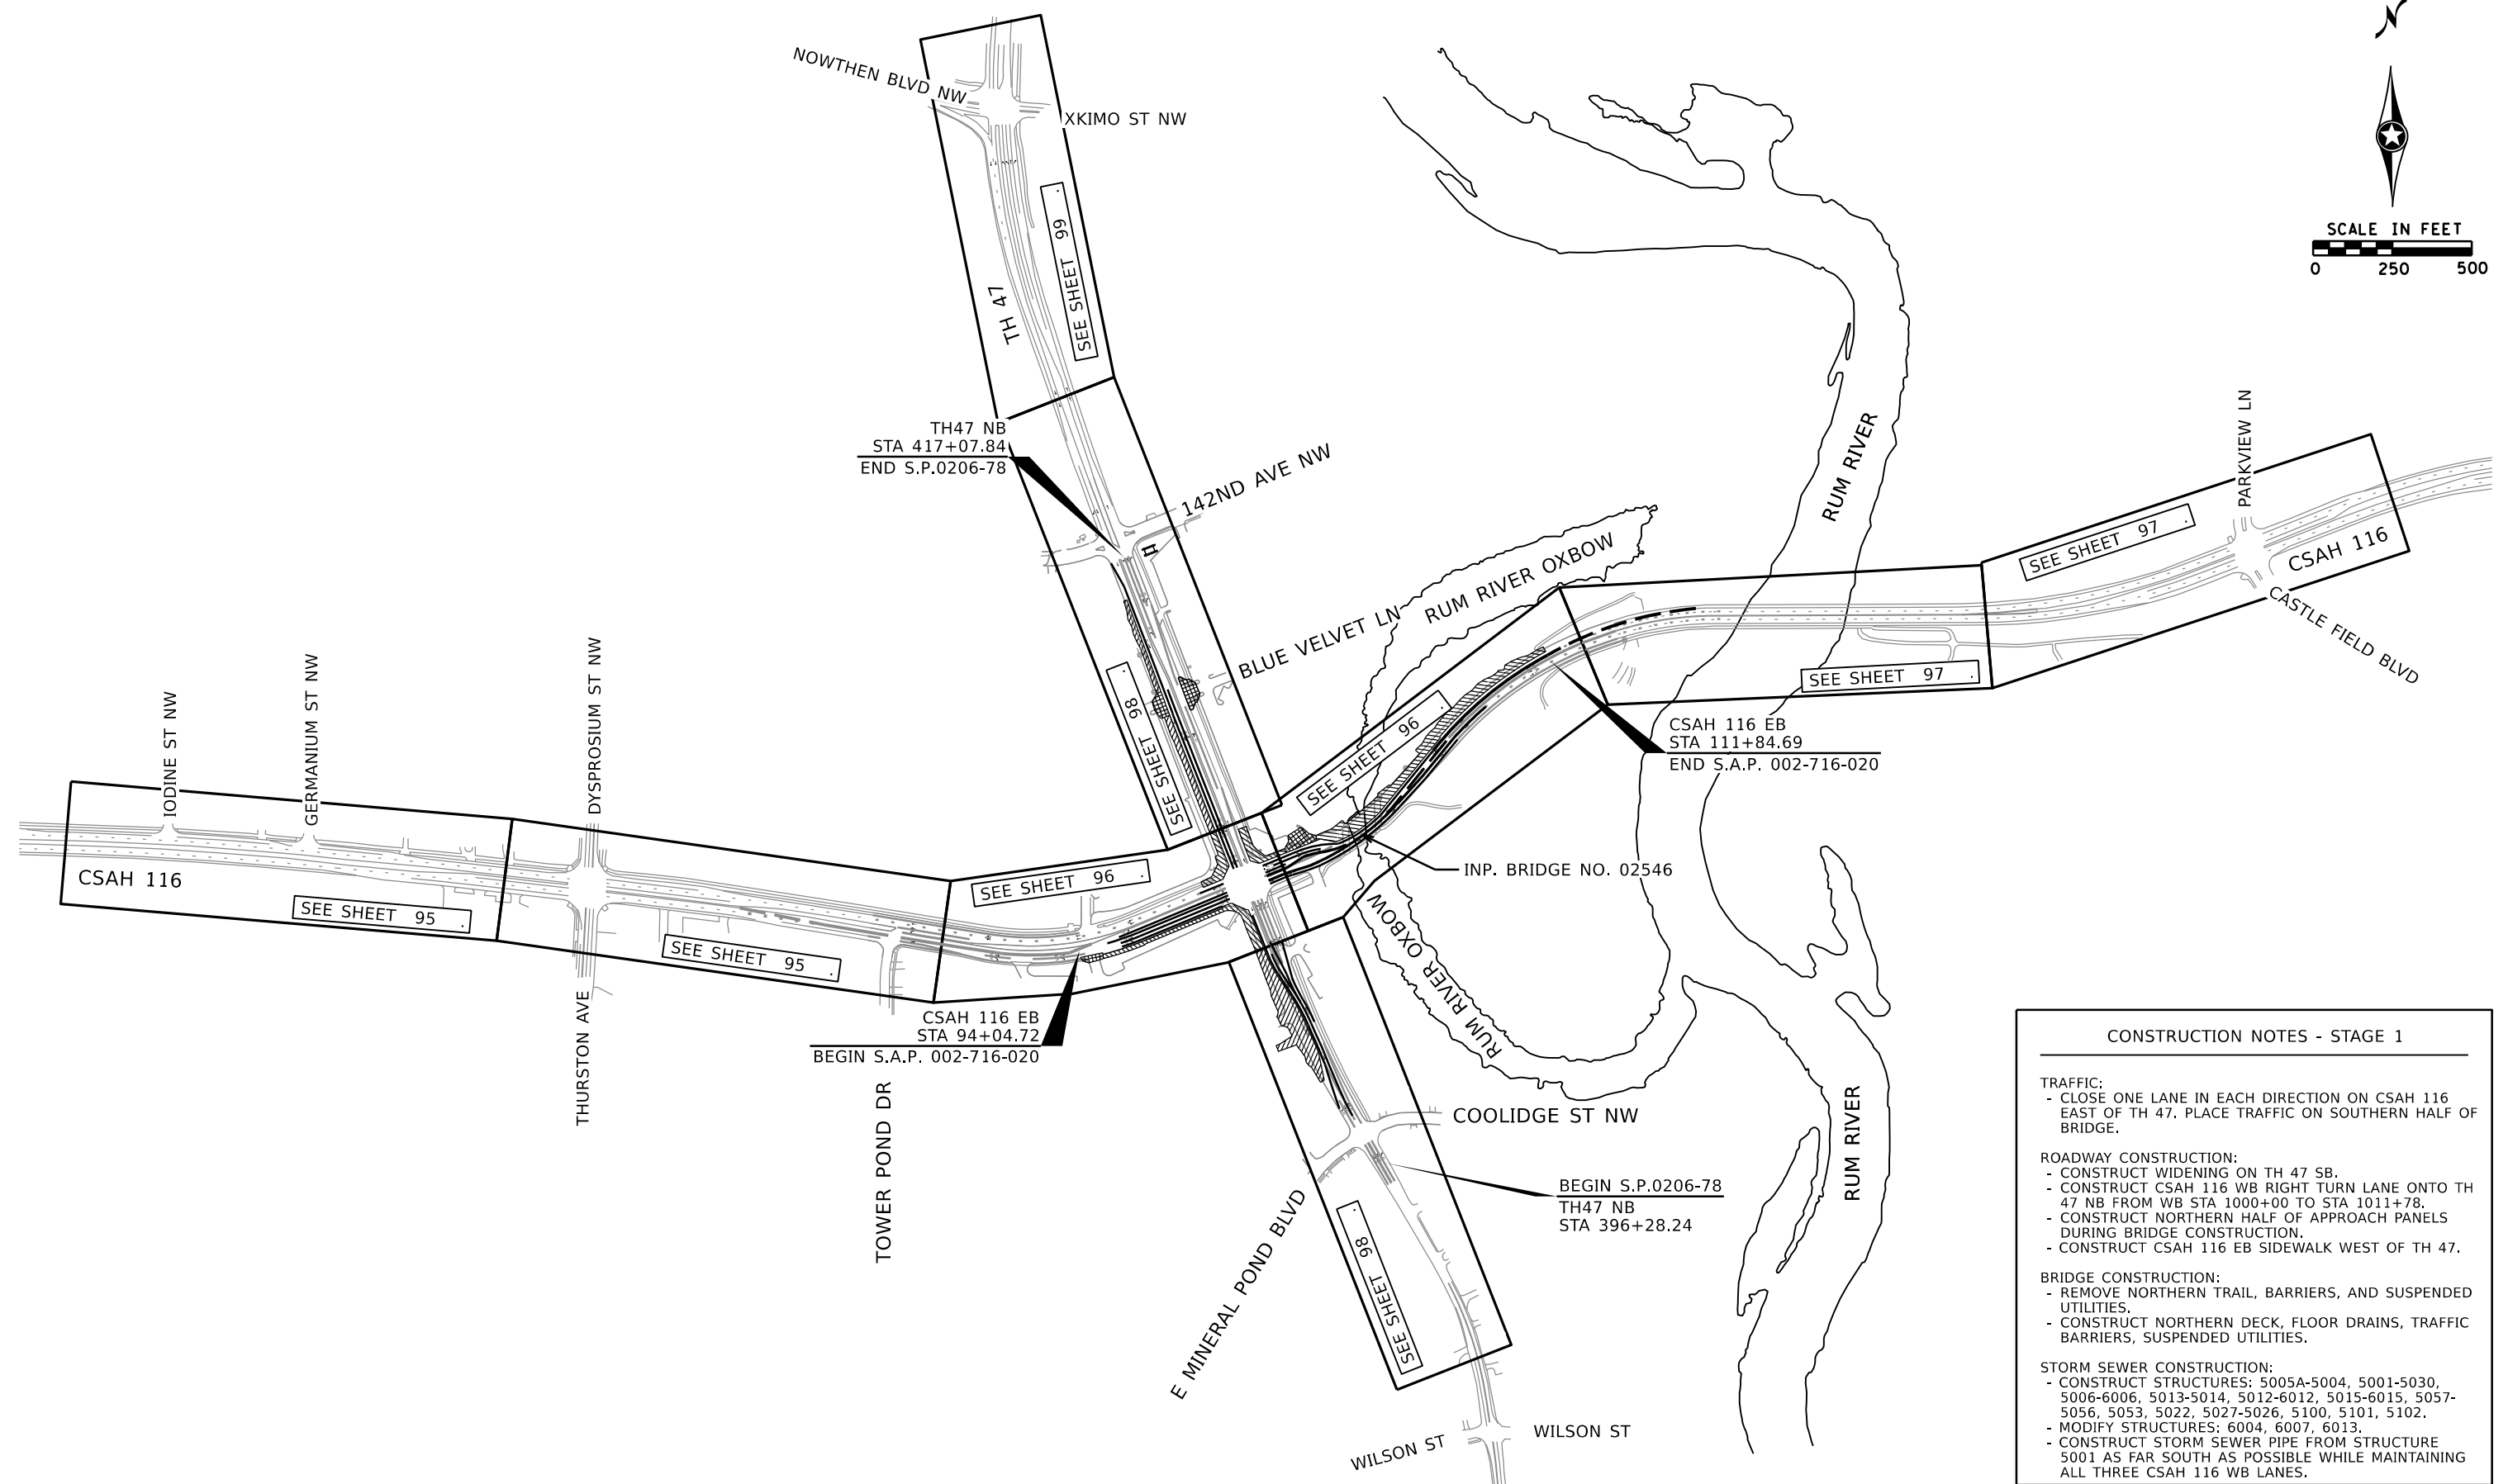 N
SCALE IN FEET
0 250 500
NOWTHEN BLVD NW
XKIMO ST NW
SEE SHEET 99 .
TH 47
TH47 NB
STA 417+07.84
END S.P.0206-78
142ND AVE NW
RUM RIVER
PARKVIEW LN
SEE SHEET 97 .
CSAH 116
RUM RIVER OXBOW
BLUE VELVET LN
CASTLE FIELD BLVD
SEE SHEET 97 .
SEE SHEET 98 .
SEE SHEET 96 .
CSAH 116 EB
STA 111+84.69
END S.A.P. 002-716-020
IODINE ST NW
GERMANIUM ST NW
DYSPROSIUM ST NW
CSAH 116
SEE SHEET 95 .
SEE SHEET 95 .
SEE SHEET 96 .
INP. BRIDGE NO. 02546
RUM RIVER OXBOW
CSAH 116 EB
STA 94+04.72
BEGIN S.A.P. 002-716-020
THURSTON AVE
TOWER POND DR
COOLIDGE ST NW
BEGIN S.P.0206-78
TH47 NB
STA 396+28.24
E MINERAL POND BLVD
SEE SHEET 98 .
RUM RIVER
WILSON ST
WILSON ST
CONSTRUCTION NOTES - STAGE 1
TRAFFIC:
- CLOSE ONE LANE IN EACH DIRECTION ON CSAH 116
EAST OF TH 47. PLACE TRAFFIC ON SOUTHERN HALF OF
BRIDGE.
ROADWAY CONSTRUCTION:
- CONSTRUCT WIDENING ON TH 47 SB.
- CONSTRUCT CSAH 116 WB RIGHT TURN LANE ONTO TH
47 NB FROM WB STA 1000+00 TO STA 1011+78.
- CONSTRUCT NORTHERN HALF OF APPROACH PANELS
DURING BRIDGE CONSTRUCTION.
- CONSTRUCT CSAH 116 EB SIDEWALK WEST OF TH 47.
BRIDGE CONSTRUCTION:
- REMOVE NORTHERN TRAIL, BARRIERS, AND SUSPENDED
UTILITIES.
- CONSTRUCT NORTHERN DECK, FLOOR DRAINS, TRAFFIC
BARRIERS, SUSPENDED UTILITIES.
STORM SEWER CONSTRUCTION:
- CONSTRUCT STRUCTURES: 5005A-5004, 5001-5030,
5006-6006, 5013-5014, 5012-6012, 5015-6015, 5057-
5056, 5053, 5022, 5027-5026, 5100, 5101, 5102.
- MODIFY STRUCTURES: 6004, 6007, 6013.
- CONSTRUCT STORM SEWER PIPE FROM STRUCTURE
5001 AS FAR SOUTH AS POSSIBLE WHILE MAINTAINING
ALL THREE CSAH 116 WB LANES.